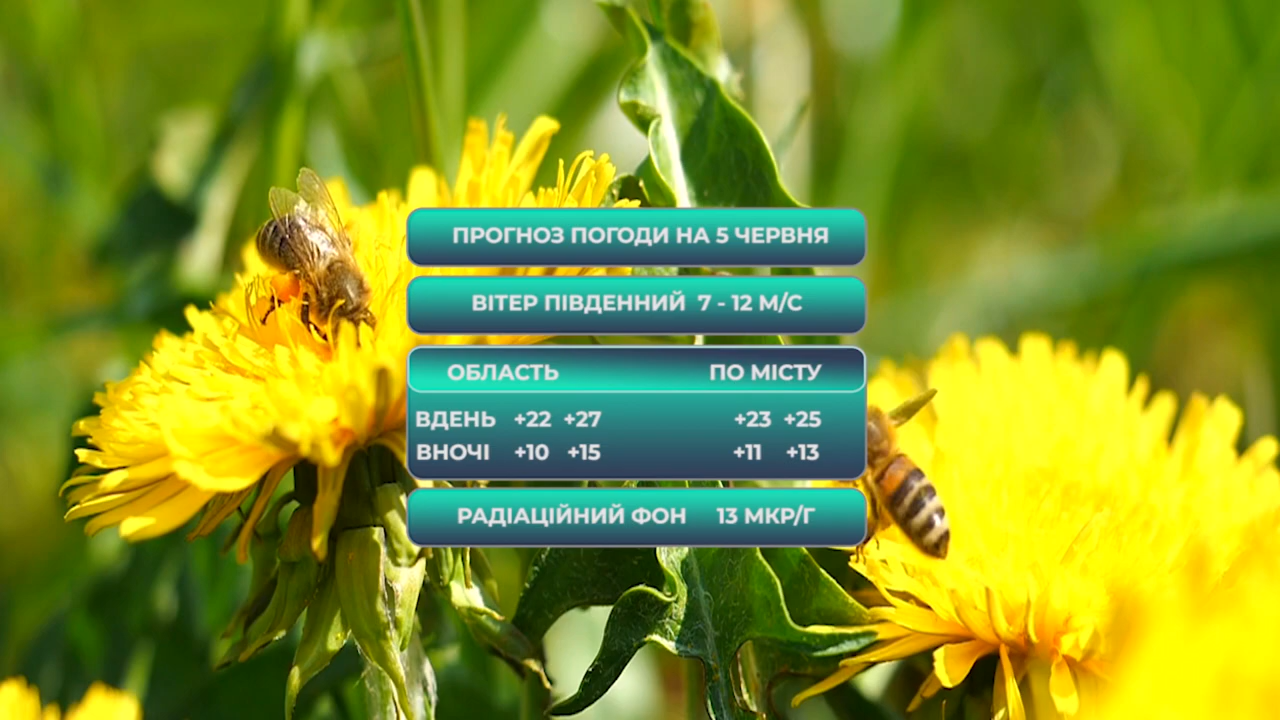 ПРОГНОЗ ПОГОДИ НА 5 ЧЕРВНЯ
ВІТЕР ПІВДЕННИЙ 7 - 12 М/С
ОБЛАСТЬ ПО МІСТУ
ВДЕНЬ +22 +27 +23 +25
ВНОЧІ +10 +15 +11 +13
РАДІАЦІЙНИЙ ФОН 13 МКР/Г